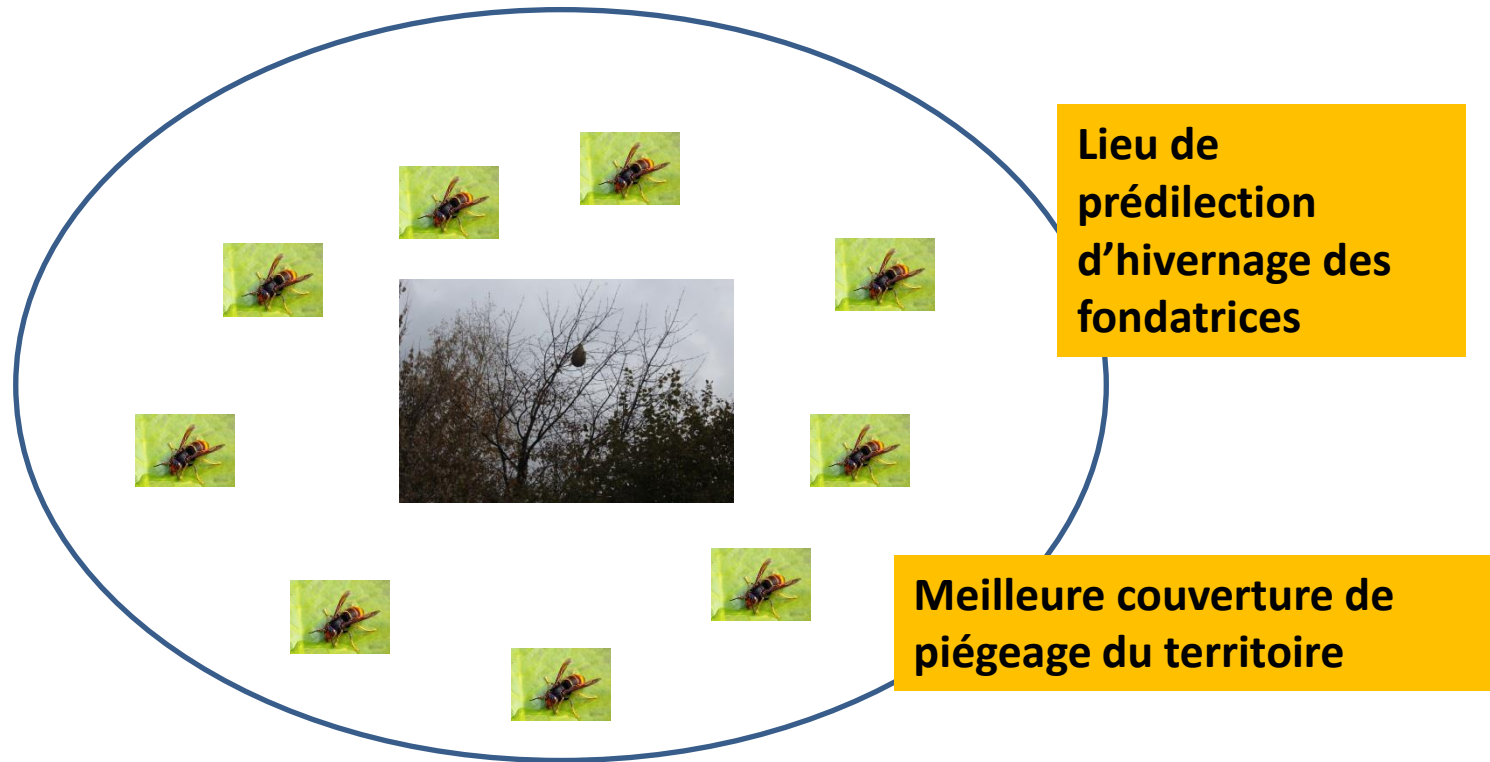 Lieu de
prédilection
d’hivernage des
fondatrices
Meilleure couverture de
piégeage du territoire